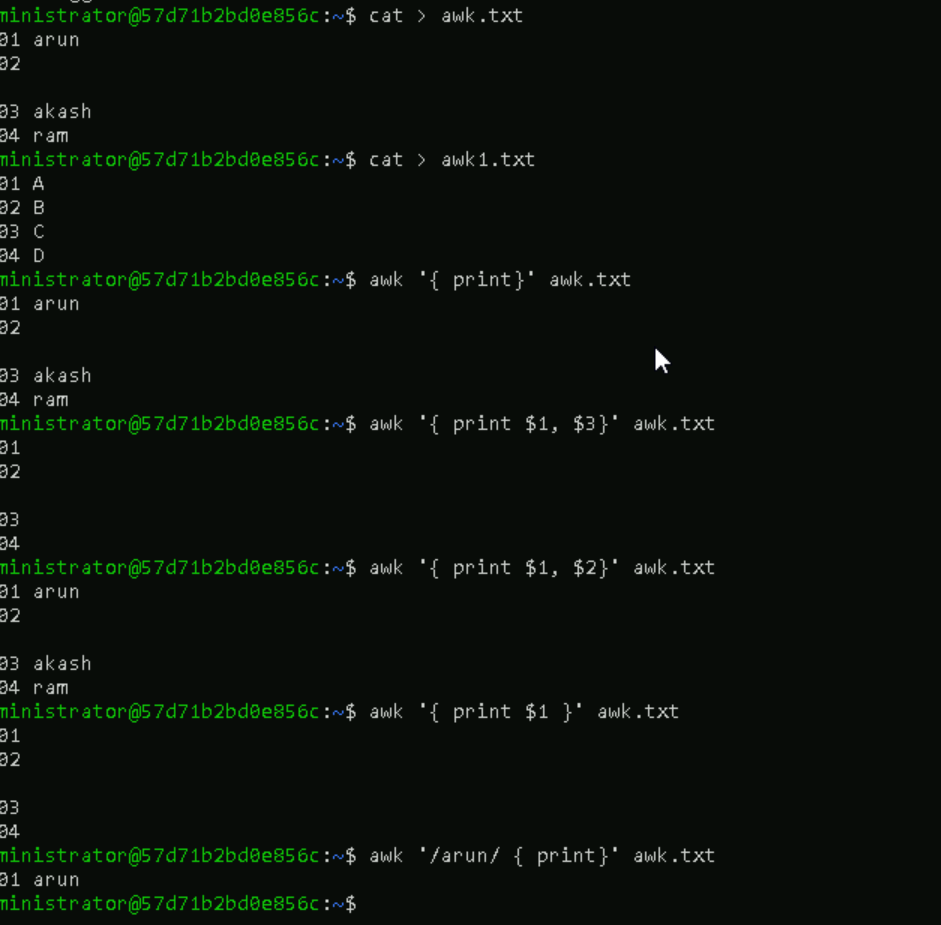 ministrator@57d71b2bd0e856c:~$ cat > awk.txt
01 arun
02
03 akash
04 ram
ministrator@57d71b2bd0e856c:~$ cat > awk1.txt
01 A
02 B
03 C
04 D
ministrator@57d71b2bd0e856c:~$ awk '{ print}' awk.txt
01 arun
02
03 akash
04 ram
ministrator@57d71b2bd0e856c:~$ awk '{ print $1, $3}' awk.txt
01
02
03
04
ministrator@57d71b2bd0e856c:~$ awk '{ print $1, $2}' awk.txt
01 arun
02
03 akash
04 ram
ministrator@57d71b2bd0e856c:~$ awk '{ print $1 }' awk.txt
01
02
03
04
ministrator@57d71b2bd0e856c:~$ awk '/arun/ { print}' awk.txt
01 arun
ministrator@57d71b2bd0e856c:~$